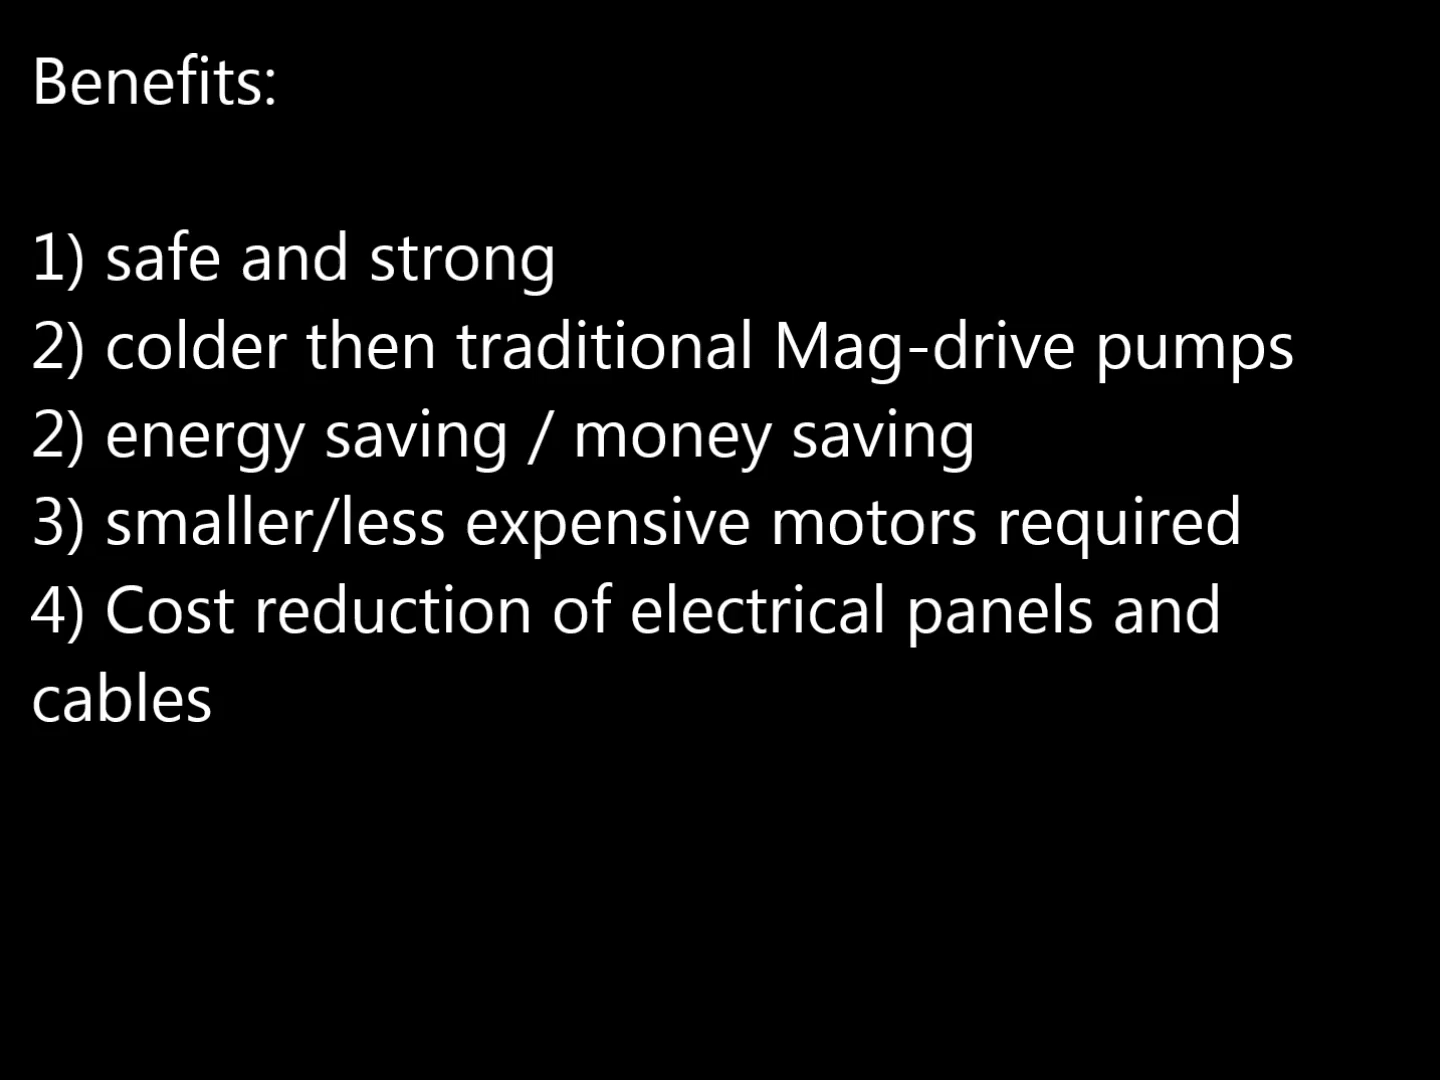 Benefits:
1) safe and strong
2) colder then traditional Mag-drive pumps
2) energy saving / money saving
3) smaller/less expensive motors required
4) Cost reduction of electrical panels and
cables